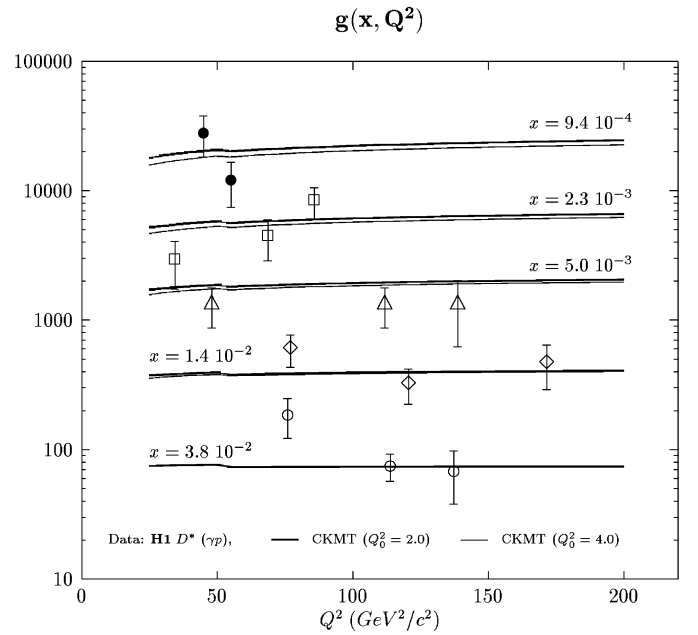 g(x, Q²)
100000
x = 9.4 10⁻⁴
10000
x = 2.3 10⁻³
x = 5.0 10⁻³
1000
x = 1.4 10⁻²
100
x = 3.8 10⁻²
Data: H1 D* (γp), CKMT (Q₀² = 2.0) CKMT (Q₀² = 4.0)
10
0 50 100 150 200
Q² (GeV²/c²)